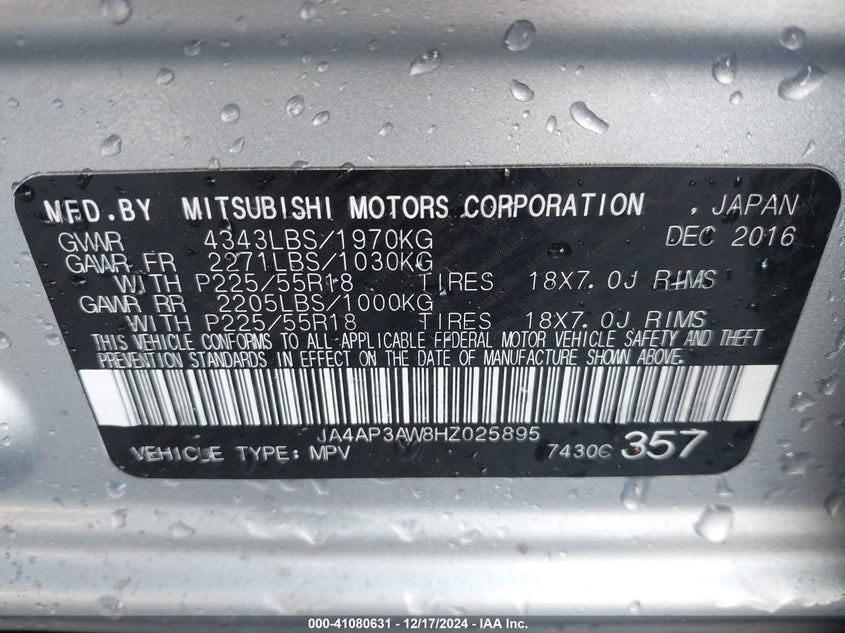 MFD.BY MITSUBISHI MOTORS CORPORATION , JAPAN
GVWR 4343LBS/1970KG DEC 2016
GAWR FR 2271LBS/1030KG
WITH P225/55R18 TIRES 18X7.0J RIMS
GAWR RR 2205LBS/1000KG
WITH P225/55R18 TIRES 18X7.0J RIMS
THIS VEHICLE CONFORMS TO ALL APPLICABLE FEDERAL MOTOR VEHICLE SAFETY AND THEFT
PREVENTION STANDARDS IN EFFECT ON THE DATE OF MANUFACTURE SHOWN ABOVE.
JA4AP3AW8HZ025895
VEHICLE TYPE: MPV 7430C 357
000-41080631 - 12/17/2024 - IAA Inc.